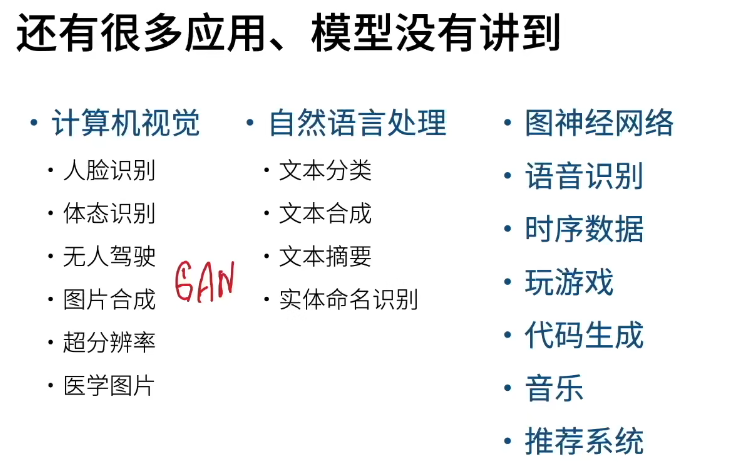 还有很多应用、模型没有讲到
• 计算机视觉
• 人脸识别
• 体态识别
• 无人驾驶
• 图片合成 GAN
• 超分辨率
• 医学图片
• 自然语言处理
• 文本分类
• 文本合成
• 文本摘要
• 实体命名识别
• 图神经网络
• 语音识别
• 时序数据
• 玩游戏
• 代码生成
• 音乐
• 推荐系统